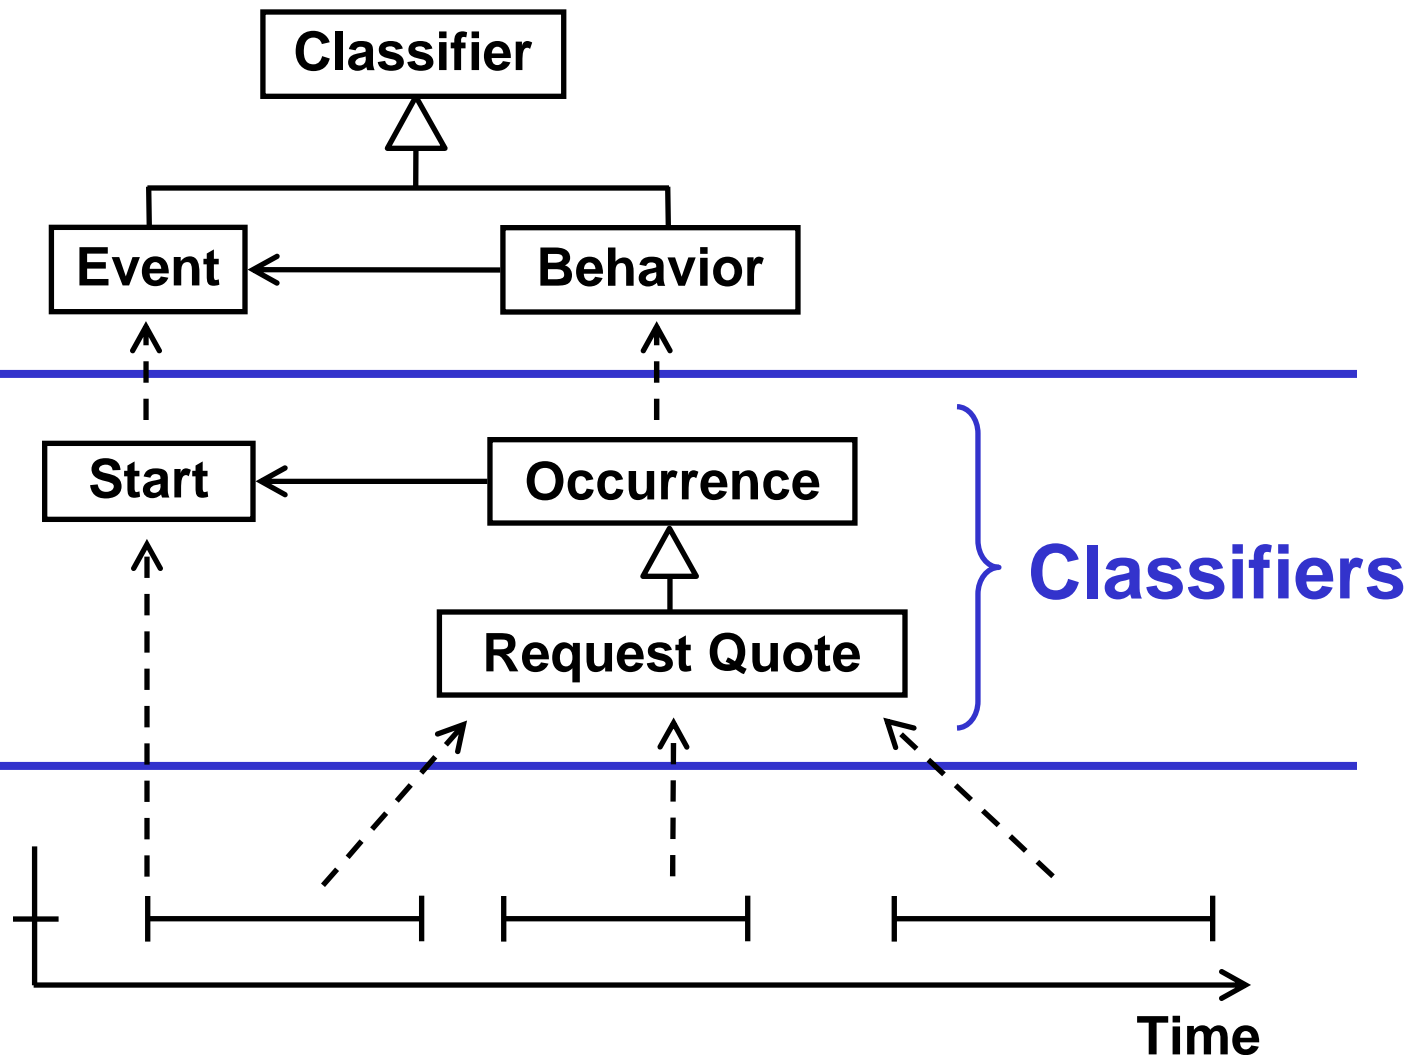 Classifier
Event
Behavior
Start
Occurrence
Classifiers
Request Quote
Time